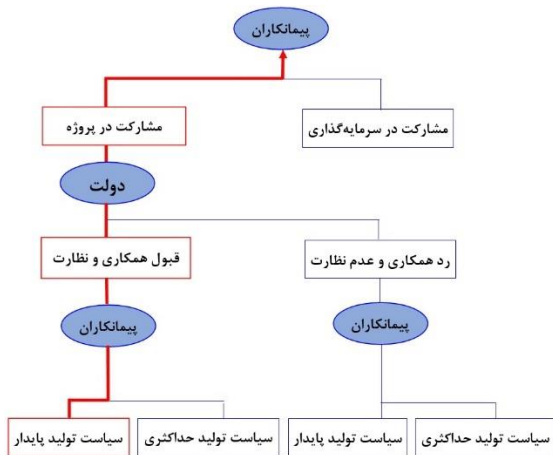 پیمانکاران
مشارکت در سرمایه‌گذاری
مشارکت در پروژه
دولت
رد همکاری و عدم نظارت
قبول همکاری و نظارت
پیمانکاران
پیمانکاران
سیاست تولید حداکثری
سیاست تولید پایدار
سیاست تولید حداکثری
سیاست تولید پایدار